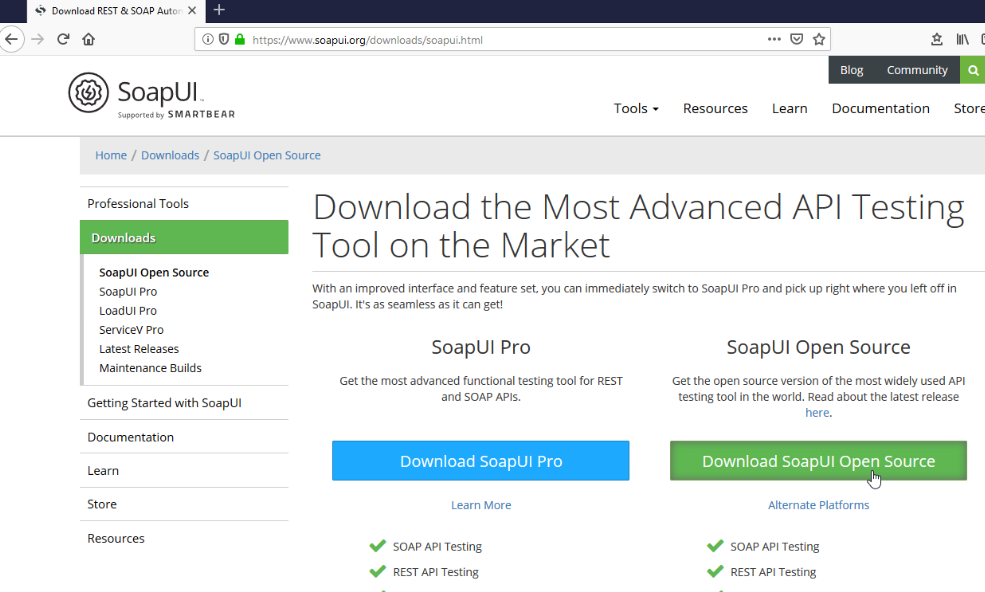 Download REST & SOAP Autom
https://www.soapui.org/downloads/soapui.html
Blog Community
SoapUI
Supported by SMARTBEAR
Tools Resources Learn Documentation Store
Home / Downloads / SoapUI Open Source
Professional Tools
Downloads
SoapUI Open Source
SoapUI Pro
LoadUI Pro
ServiceV Pro
Latest Releases
Maintenance Builds
Getting Started with SoapUI
Documentation
Learn
Store
Resources
Download the Most Advanced API Testing
Tool on the Market
With an improved interface and feature set, you can immediately switch to SoapUI Pro and pick up right where you left off in
SoapUI. It's as seamless as it can get!
SoapUI Pro
Get the most advanced functional testing tool for REST
and SOAP APIs.
Download SoapUI Pro
Learn More
SOAP API Testing
REST API Testing
SoapUI Open Source
Get the open source version of the most widely used API
testing tool in the world. Read about the latest release
here.
Download SoapUI Open Source
Alternate Platforms
SOAP API Testing
REST API Testing